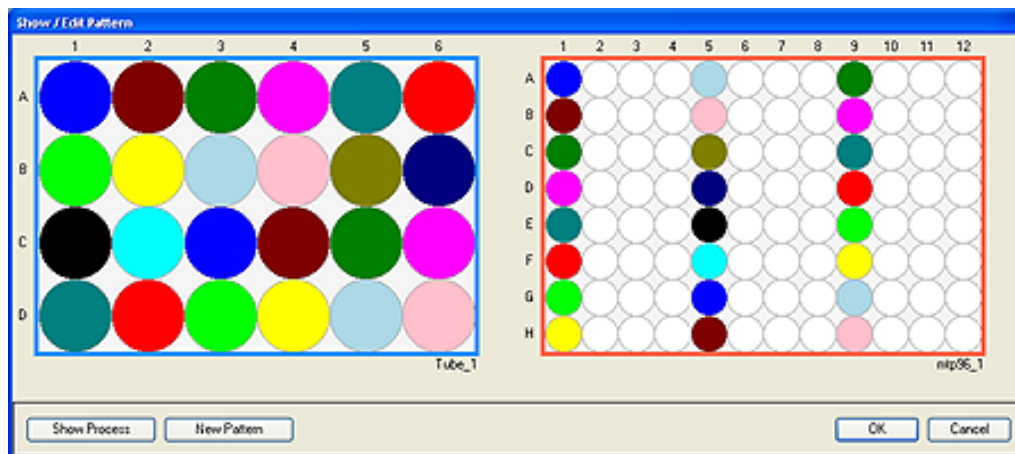 Show / Edit Pattern
1 2 3 4 5 6
1 2 3 4 5 6 7 8 9 10 11 12
A
B
C
D
A
B
C
D
E
F
G
H
Tube_1
mtp96_1
Show Process
New Pattern
OK
Cancel